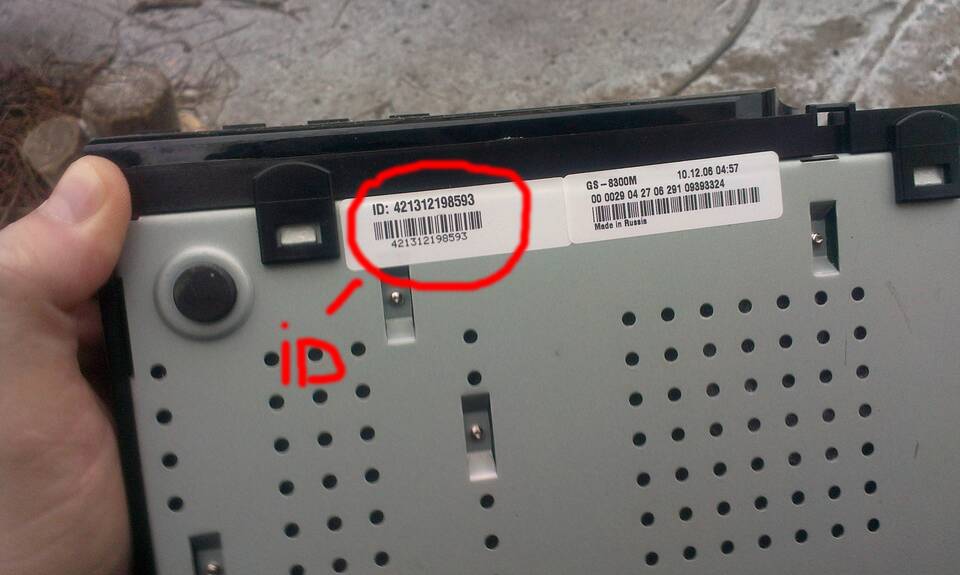 ID: 421312198593
421312198593
GS-8300M 10.12.06 04:57
00 0029 04 27 06 291 09393324
Made in Russia
iD